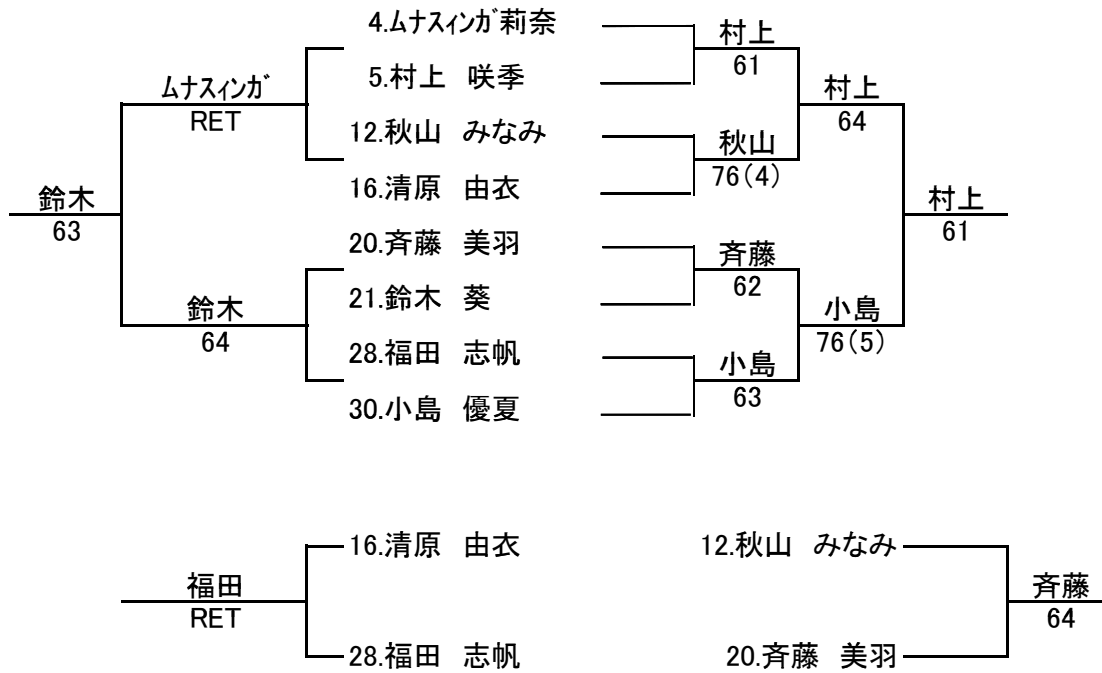 4.ﾑﾅｽｨﾝｶﾞ莉奈
村上
61
ﾑﾅｽｨﾝｶﾞ
RET
5.村上　咲季
村上
64
12.秋山　みなみ
秋山
76(4)
16.清原　由衣
鈴木
63
村上
61
20.斉藤　美羽
斉藤
62
21.鈴木　葵
鈴木
64
小島
76(5)
28.福田　志帆
小島
63
30.小島　優夏
16.清原　由衣
12.秋山　みなみ
福田
RET
斉藤
64
28.福田　志帆
20.斉藤　美羽